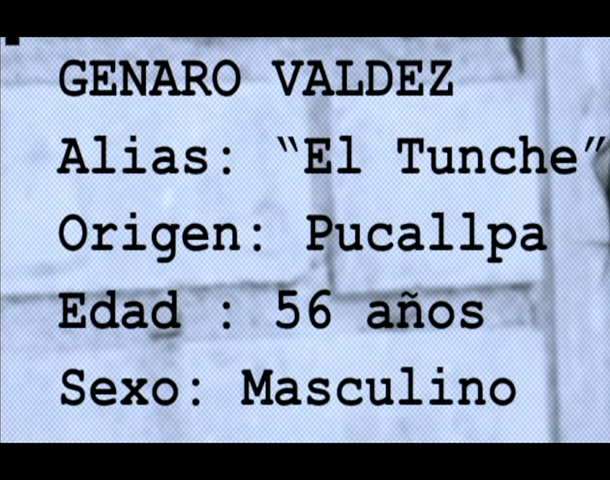 GENARO VALDEZ
Alias: “El Tunche”
Origen: Pucallpa
Edad : 56 años
Sexo: Masculino